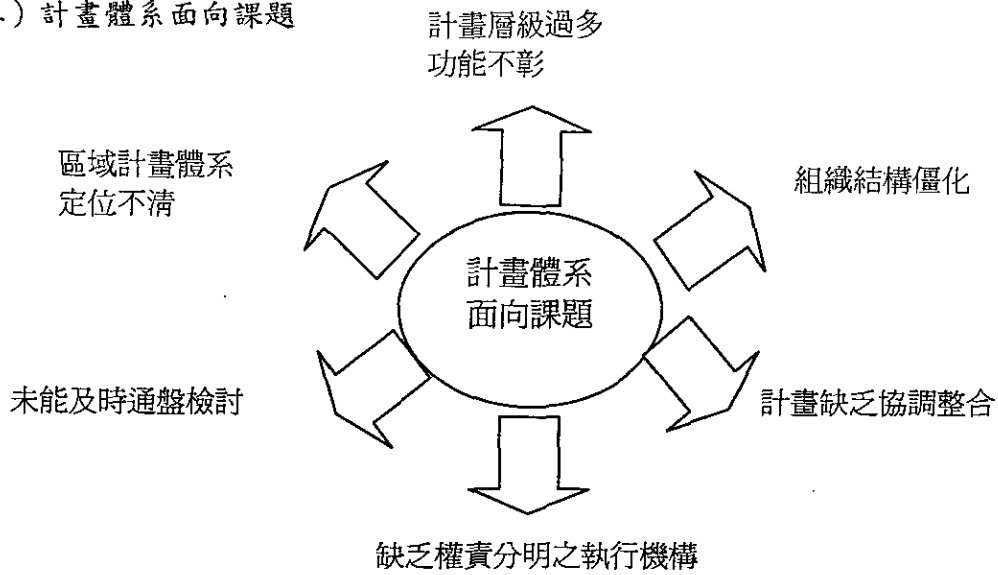 ）計畫體系面向課題
計畫層級過多
功能不彰
區域計畫體系
定位不清
組織結構僵化
計畫體系
面向課題
未能及時通盤檢討
計畫缺乏協調整合
缺乏權責分明之執行機構